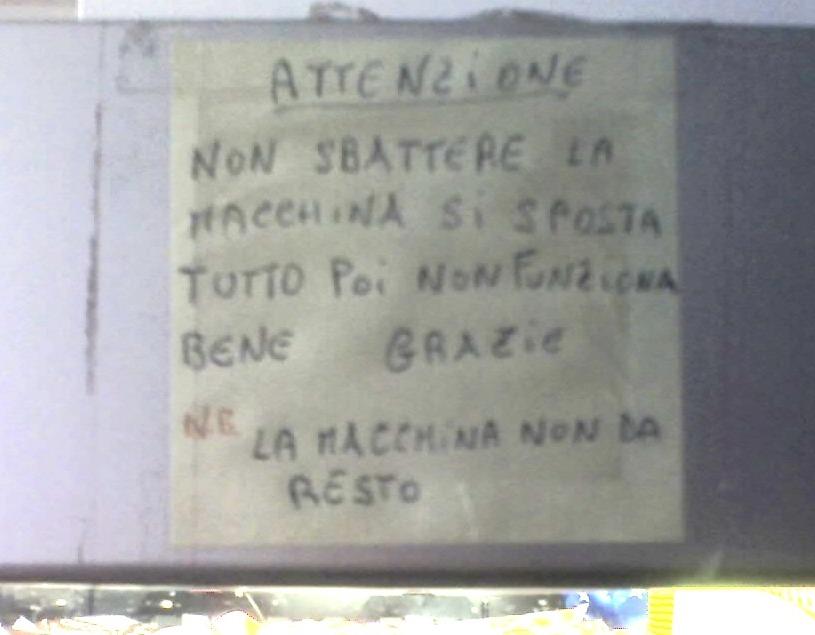 ATTENZiONE
NON SBATTERE LA
MACCHiNA Si SPOSTA
TUTTO Poi NON FUNZiONA
BENE GRAZiE
N.B. LA MACCHiNA NON DA
RESTO